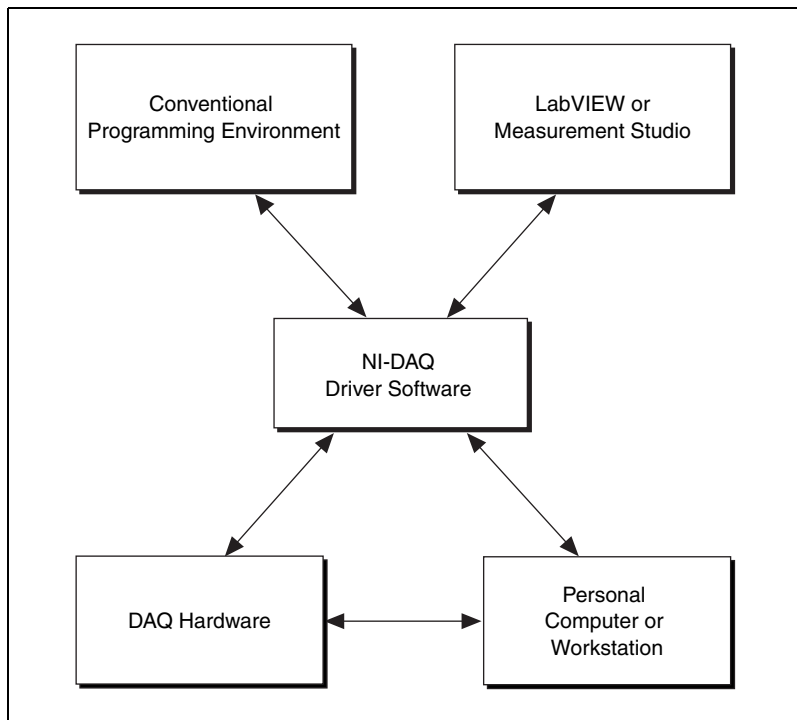 Conventional
Programming Environment
LabVIEW or
Measurement Studio
NI-DAQ
Driver Software
DAQ Hardware
Personal
Computer or
Workstation